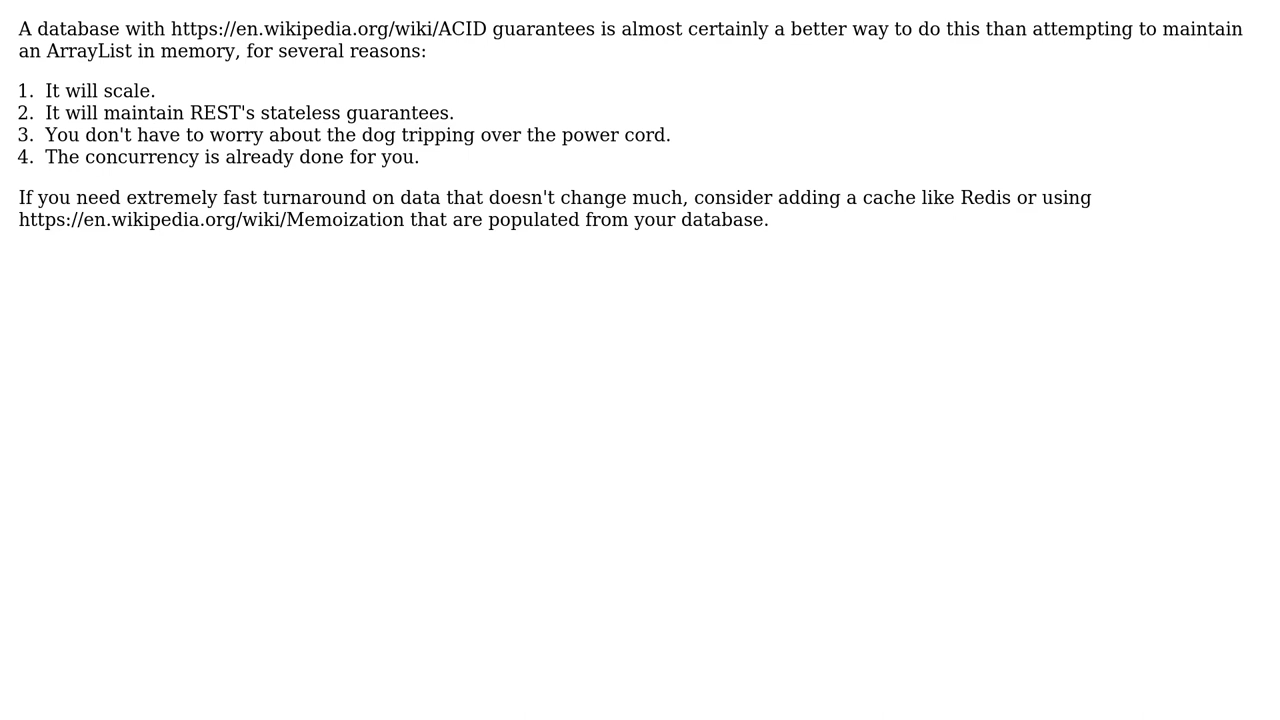 A database with https://en.wikipedia.org/wiki/ACID guarantees is almost certainly a better way to do this than attempting to maintain
an ArrayList in memory, for several reasons:
1. It will scale.
2. It will maintain REST's stateless guarantees.
3. You don't have to worry about the dog tripping over the power cord.
4. The concurrency is already done for you.
If you need extremely fast turnaround on data that doesn't change much, consider adding a cache like Redis or using
https://en.wikipedia.org/wiki/Memoization that are populated from your database.